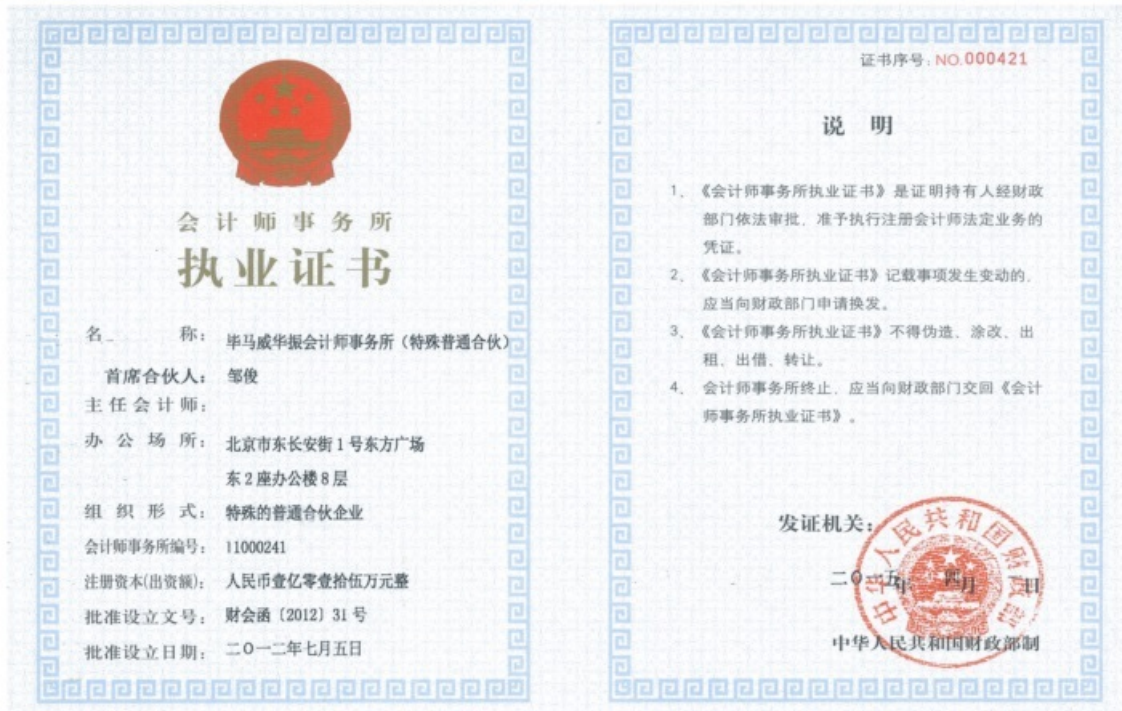 会计师事务所
执业证书
名 称： 毕马威华振会计师事务所（特殊普通合伙）
首席合伙人： 邹俊
主任会计师：
办公场所： 北京市东长安街1号东方广场
东2座办公楼8层
组织形式： 特殊的普通合伙企业
会计师事务所编号： 11000241
注册资本(出资额)： 人民币壹亿零壹拾伍万元整
批准设立文号： 财会函〔2012〕31号
批准设立日期： 二〇一二年七月五日
证书序号：NO.000421
说 明
1、《会计师事务所执业证书》是证明持有人经财政
部门依法审批，准予执行注册会计师法定业务的
凭证。
2、《会计师事务所执业证书》记载事项发生变动的，
应当向财政部门申请换发。
3、《会计师事务所执业证书》不得伪造、涂改、出
租、出借、转让。
4、会计师事务所终止，应当向财政部门交回《会计
师事务所执业证书》。
发证机关：
中华人民共和国财政部
二〇一五年 四月 日
中华人民共和国财政部制